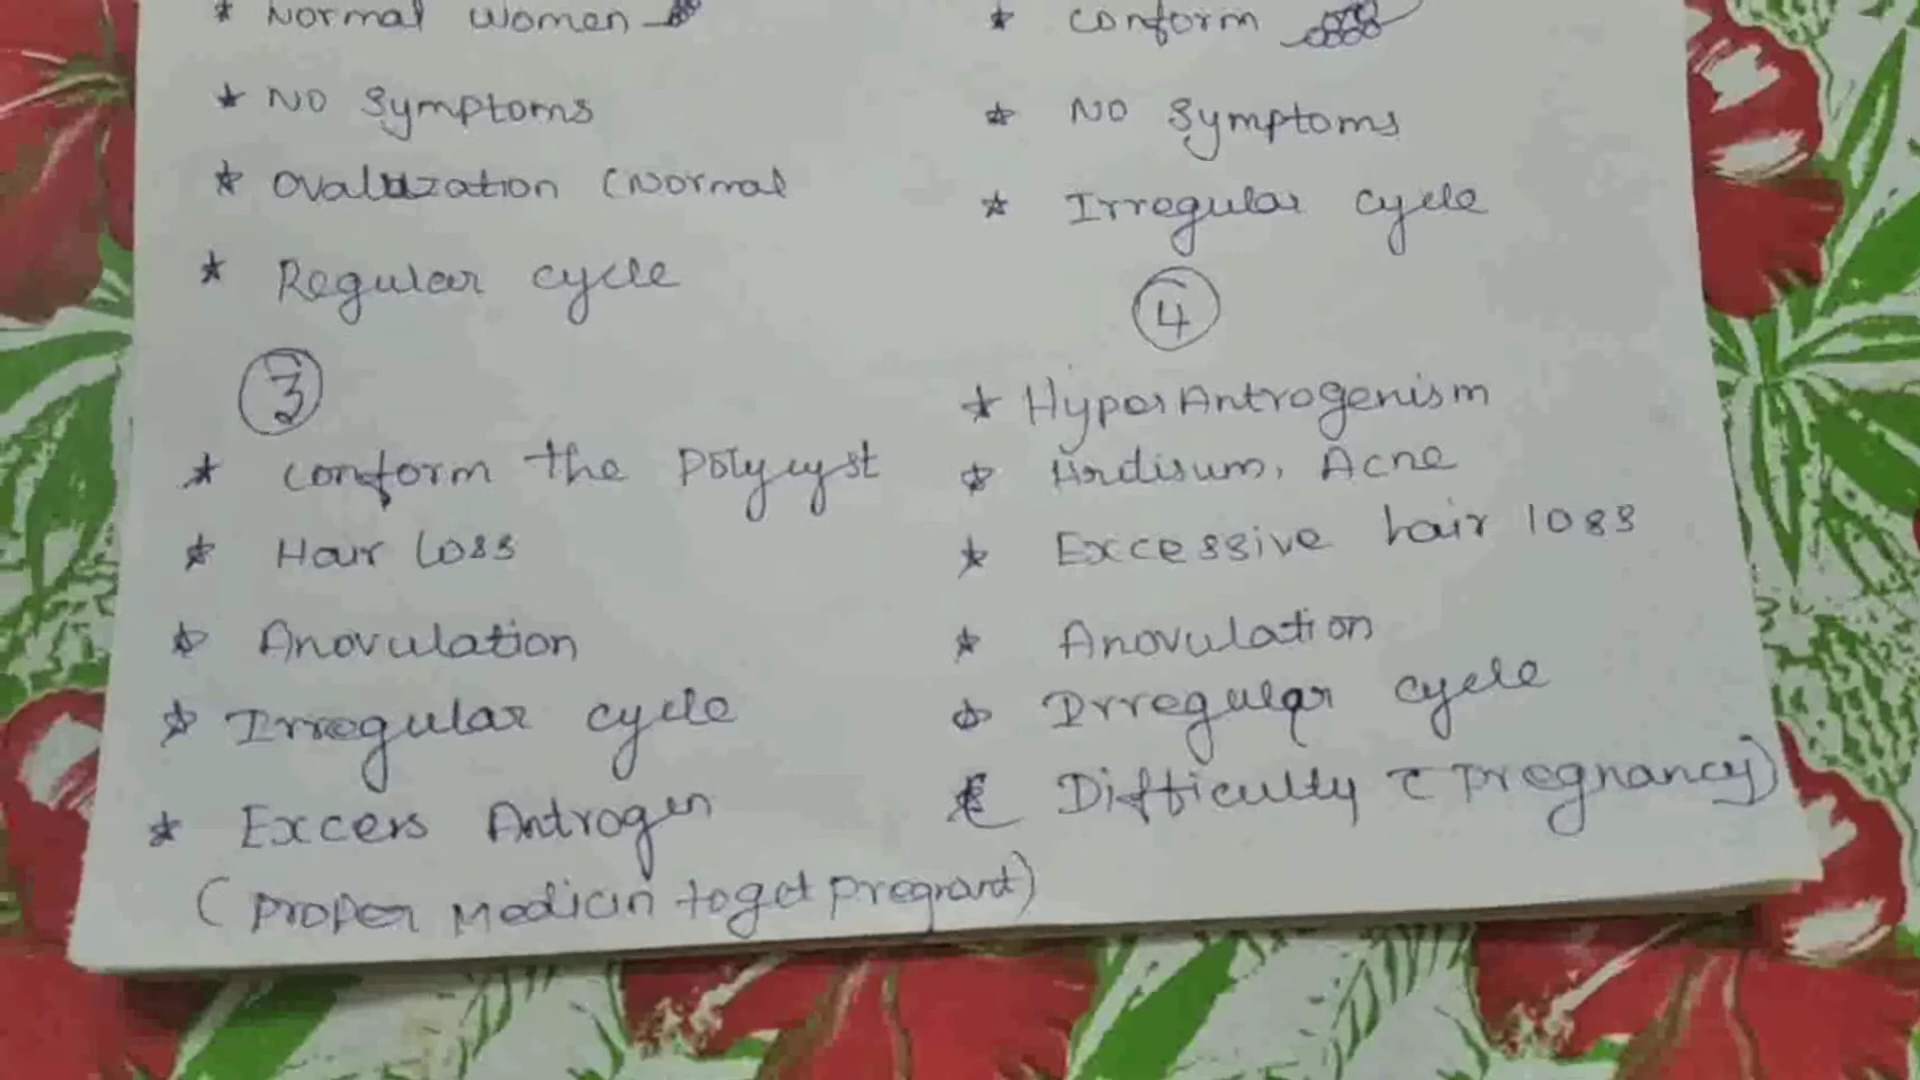 * Normal women
* NO symptoms
* Ovaluzation (Normal
* Regular cycle
* conform
* NO symptoms
* Irregular cycle
3
* conform the polycyst
* Hair loss
* Anovulation
* Irregular cycle
* Excess Antrogen
(proper Medicin to get pregnant)
4
* Hyper Antrogenism
* Acne
* Excessive hair loss
* Anovulation
* Irregular cycle
Difficulty c pregnancy)